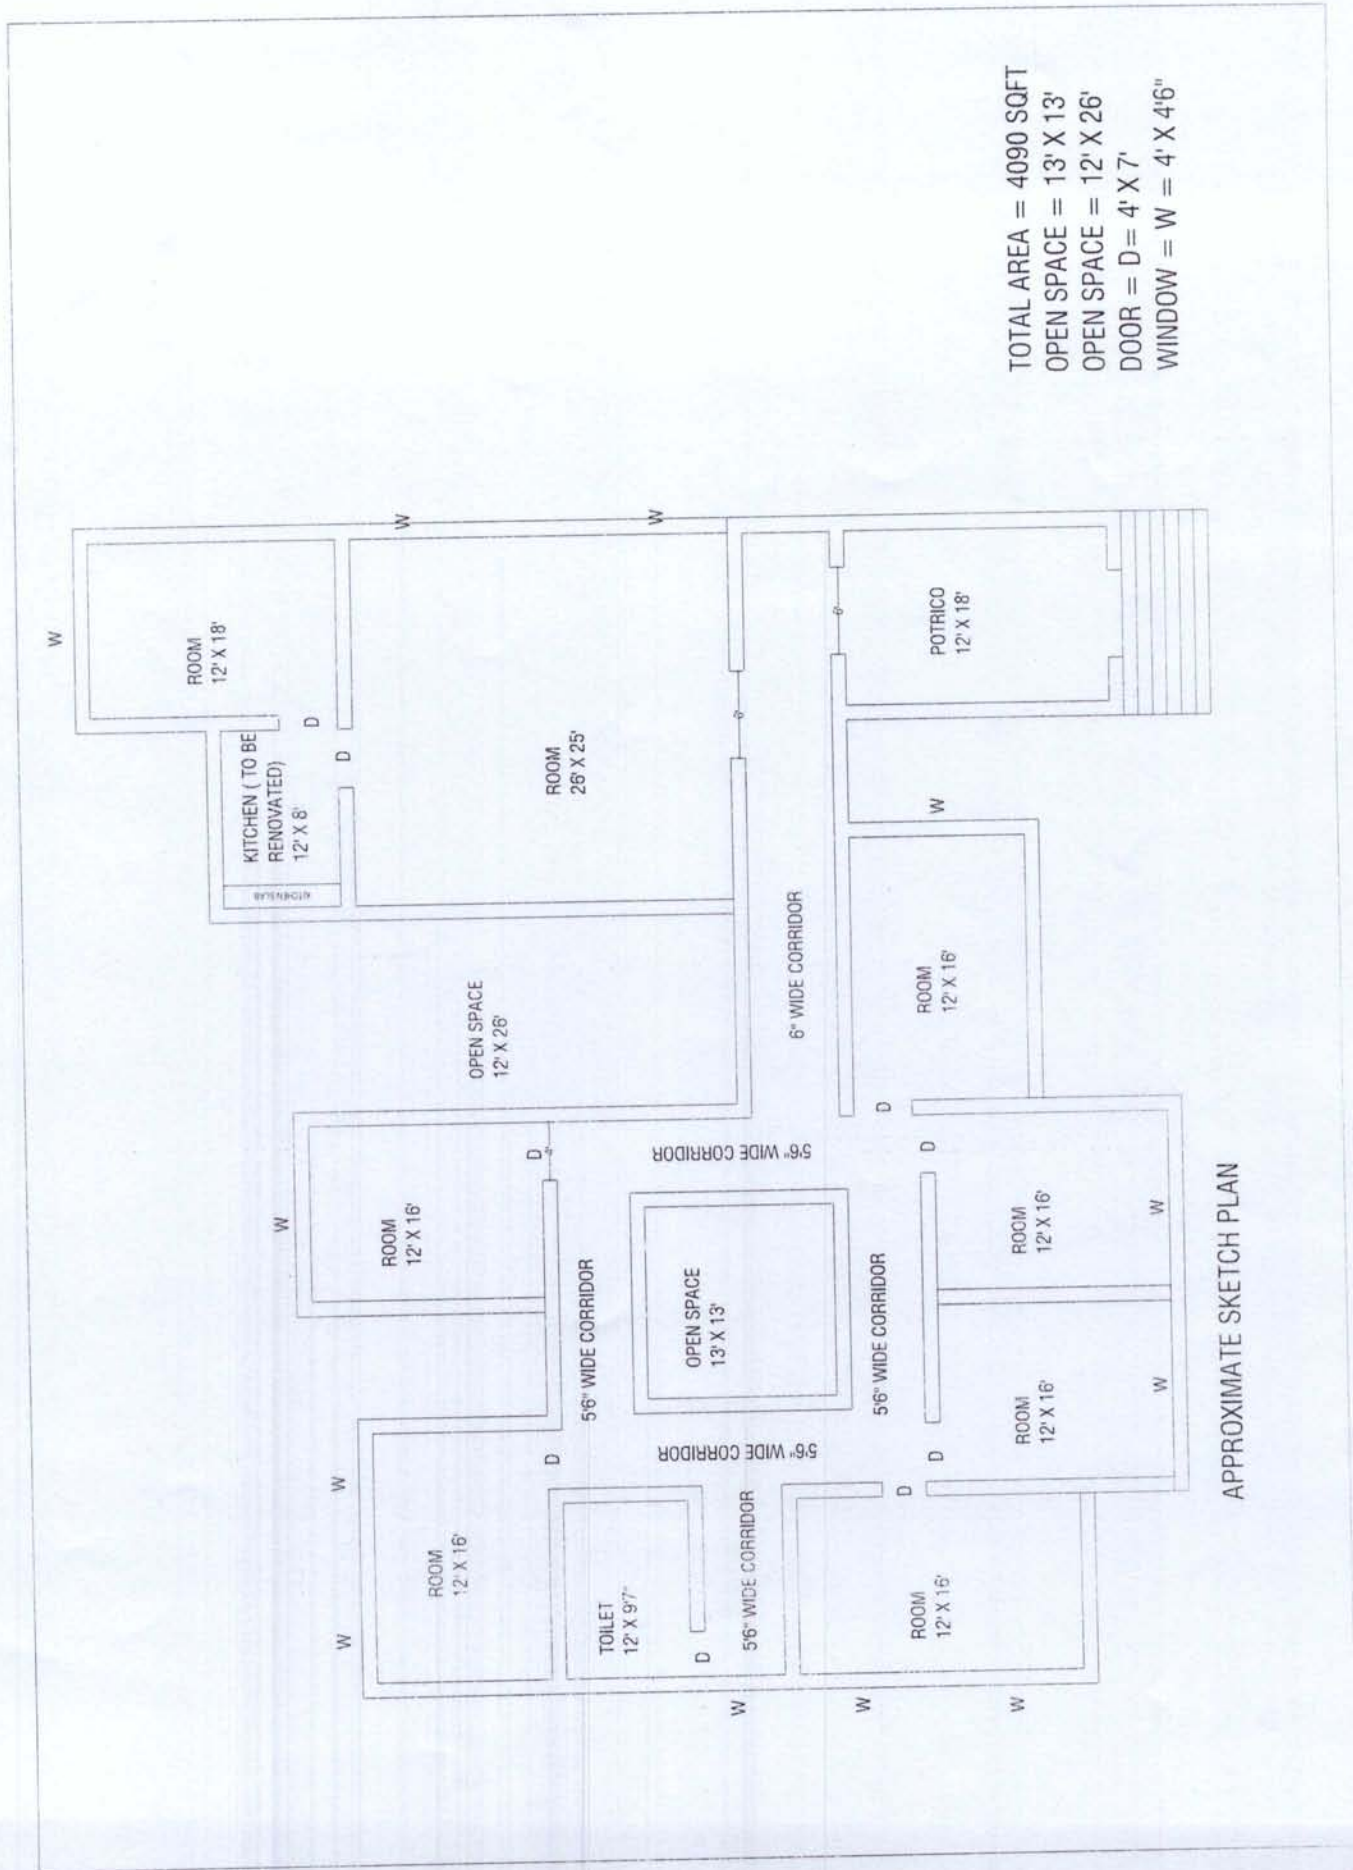 W
ROOM
12' X 18'
D
KITCHEN ( TO BE
RENOVATED)
12' X 8'
KITCHEN SLAB
D
W
W
ROOM
26' X 25'
6'
OPEN SPACE
12' X 26'
6" WIDE CORRIDOR
6'
POTRICO
12' X 18'
W
ROOM
12' X 16'
D
D
W
ROOM
12' X 16'
D
5'6" WIDE CORRIDOR
5'6" WIDE CORRIDOR
OPEN SPACE
13' X 13'
5'6" WIDE CORRIDOR
5'6" WIDE CORRIDOR
ROOM
12' X 16'
W
ROOM
12' X 16'
W
D
D
W
W
ROOM
12' X 16'
D
TOILET
12' X 9'7"
D
5'6" WIDE CORRIDOR
ROOM
12' X 16'
W
W
W
TOTAL AREA = 4090 SQFT
OPEN SPACE = 13' X 13'
OPEN SPACE = 12' X 26'
DOOR = D= 4' X 7'
WINDOW = W = 4' X 4'6"
APPROXIMATE SKETCH PLAN